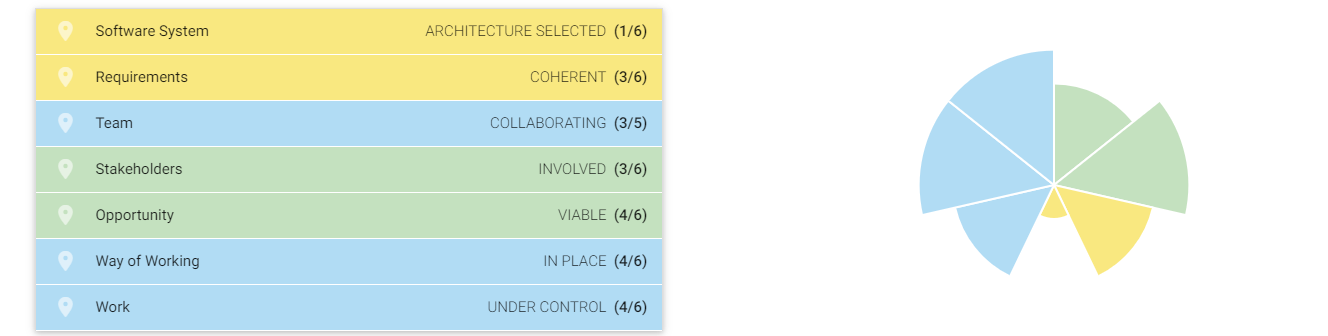 Software System ARCHITECTURE SELECTED (1/6)
Requirements COHERENT (3/6)
Team COLLABORATING (3/5)
Stakeholders INVOLVED (3/6)
Opportunity VIABLE (4/6)
Way of Working IN PLACE (4/6)
Work UNDER CONTROL (4/6)